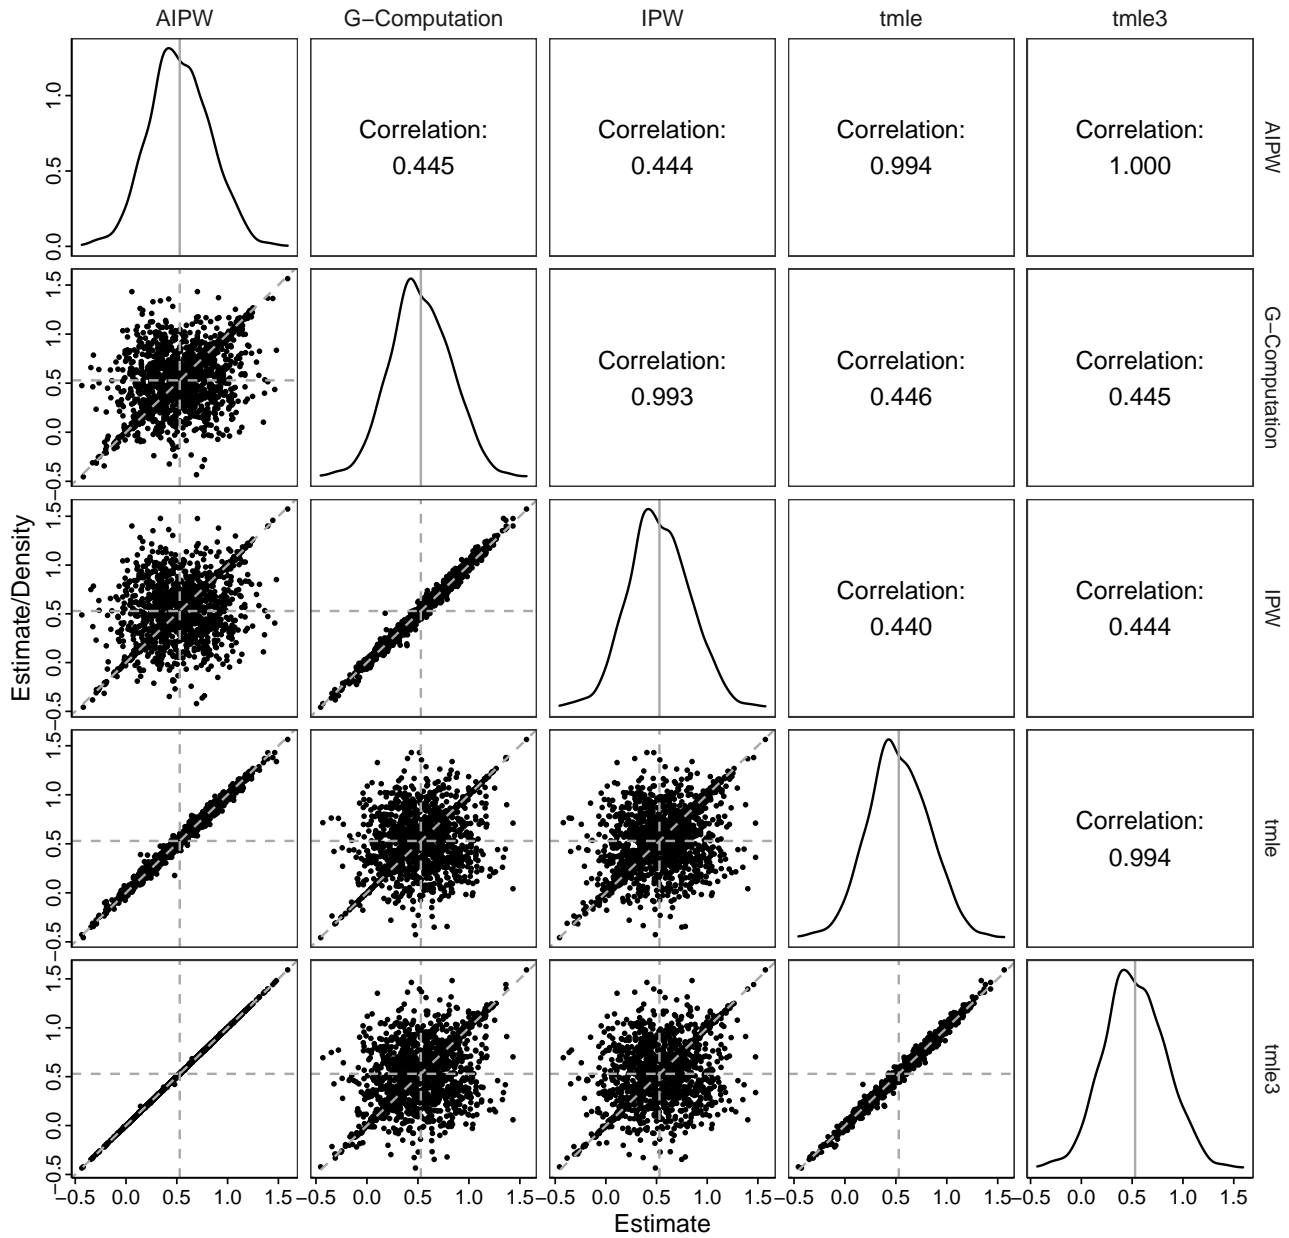 AIPW G−Computation IPW tmle tmle3
Correlation: Correlation: Correlation: Correlation:
0.445 0.444 0.994 1.000
AIPW
0.0 0.5 1.0
Correlation: Correlation: Correlation:
0.993 0.446 0.445
G−Computation
−0.5 0.0 0.5 1.0 1.5
Correlation: Correlation:
0.440 0.444
IPW
−0.5 0.0 0.5 1.0 1.5
Estimate/Density
Correlation:
0.994
tmle
−0.5 0.0 0.5 1.0 1.5
tmle3
−0.5 0.0 0.5 1.0 1.5
−0.5 0.0 0.5 1.0 1.5 −0.5 0.0 0.5 1.0 1.5 −0.5 0.0 0.5 1.0 1.5 −0.5 0.0 0.5 1.0 1.5 −0.5 0.0 0.5 1.0 1.5
Estimate